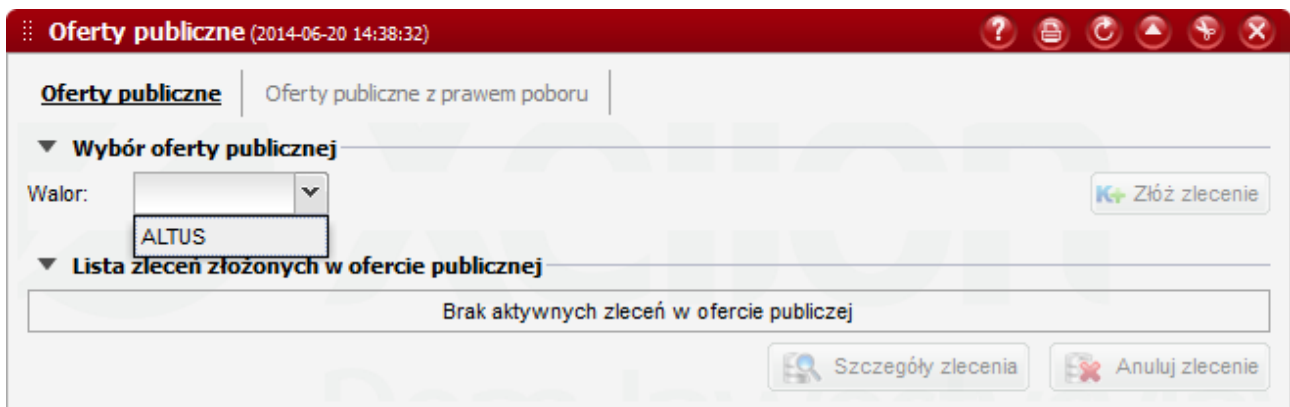 Oferty publiczne (2014-06-20 14:38:32)
Oferty publiczne Oferty publiczne z prawem poboru
Wybór oferty publicznej
Walor: K+ Złóż zlecenie
ALTUS
Lista zleceń złożonych w ofercie publicznej
Brak aktywnych zleceń w ofercie publiczej
Szczegóły zlecenia Anuluj zlecenie